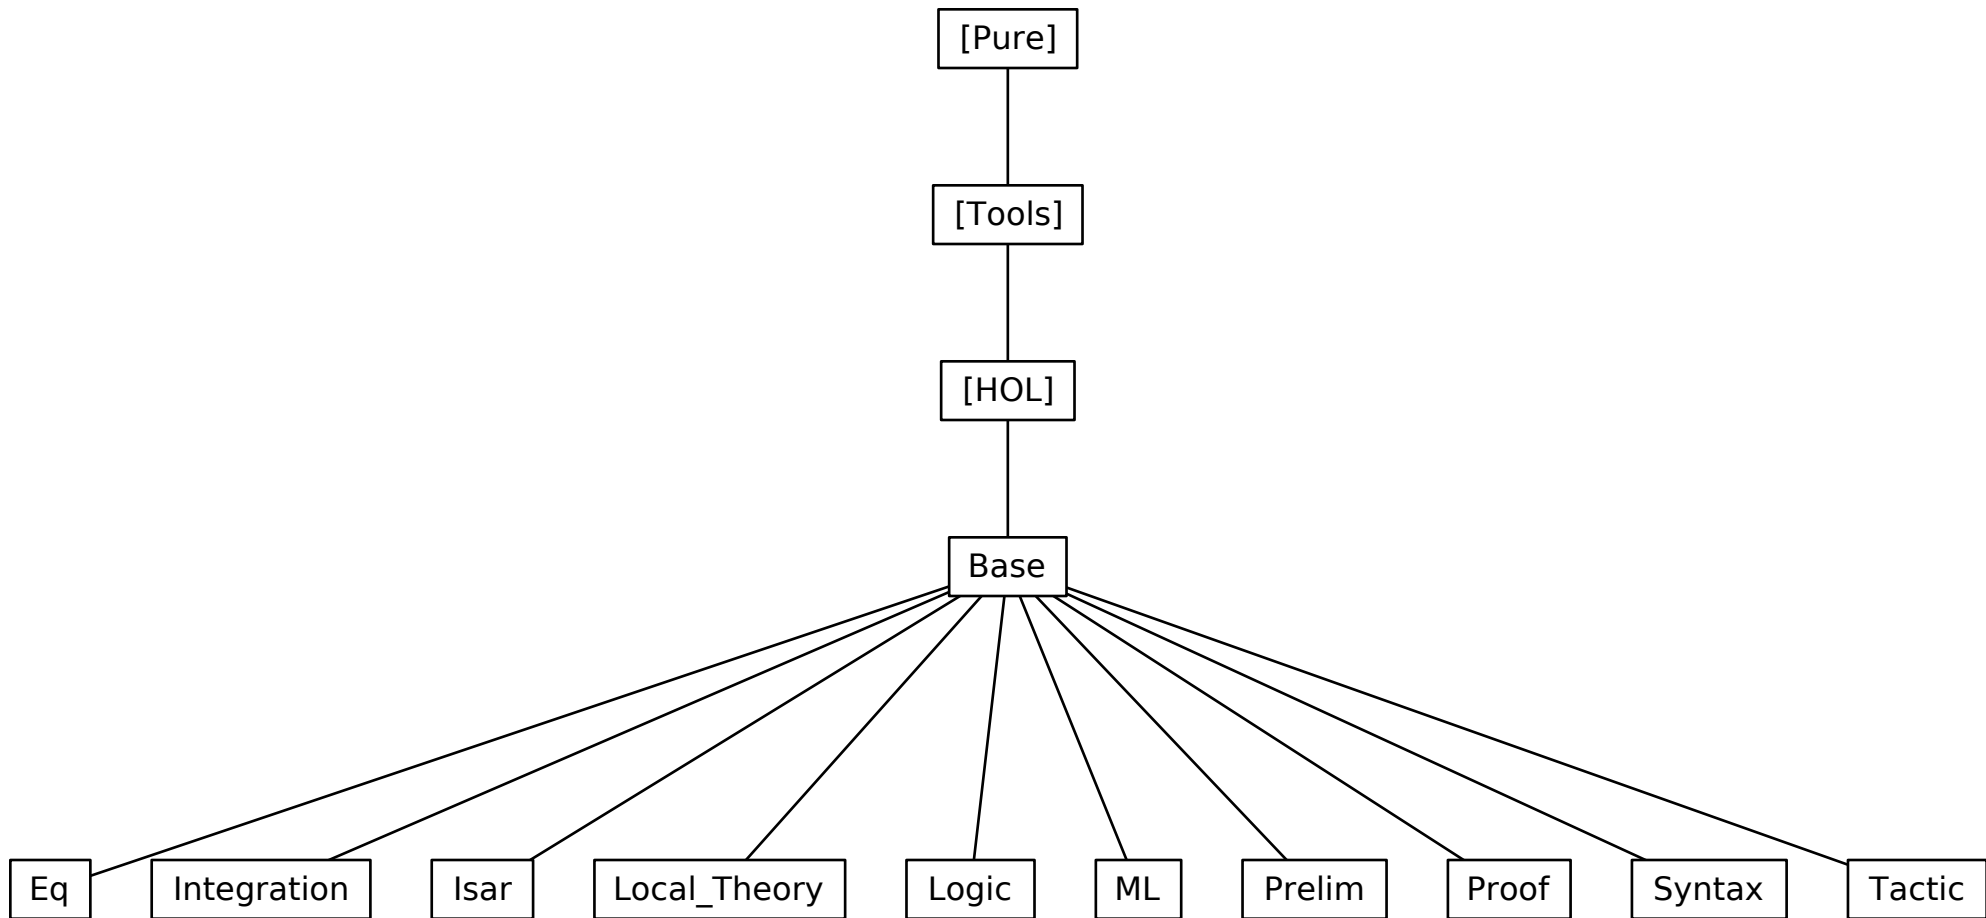 [Pure]
[Tools]
[HOL]
Base
Eq
Integration
Isar
Local_Theory
Logic
ML
Prelim
Proof
Syntax
Tactic